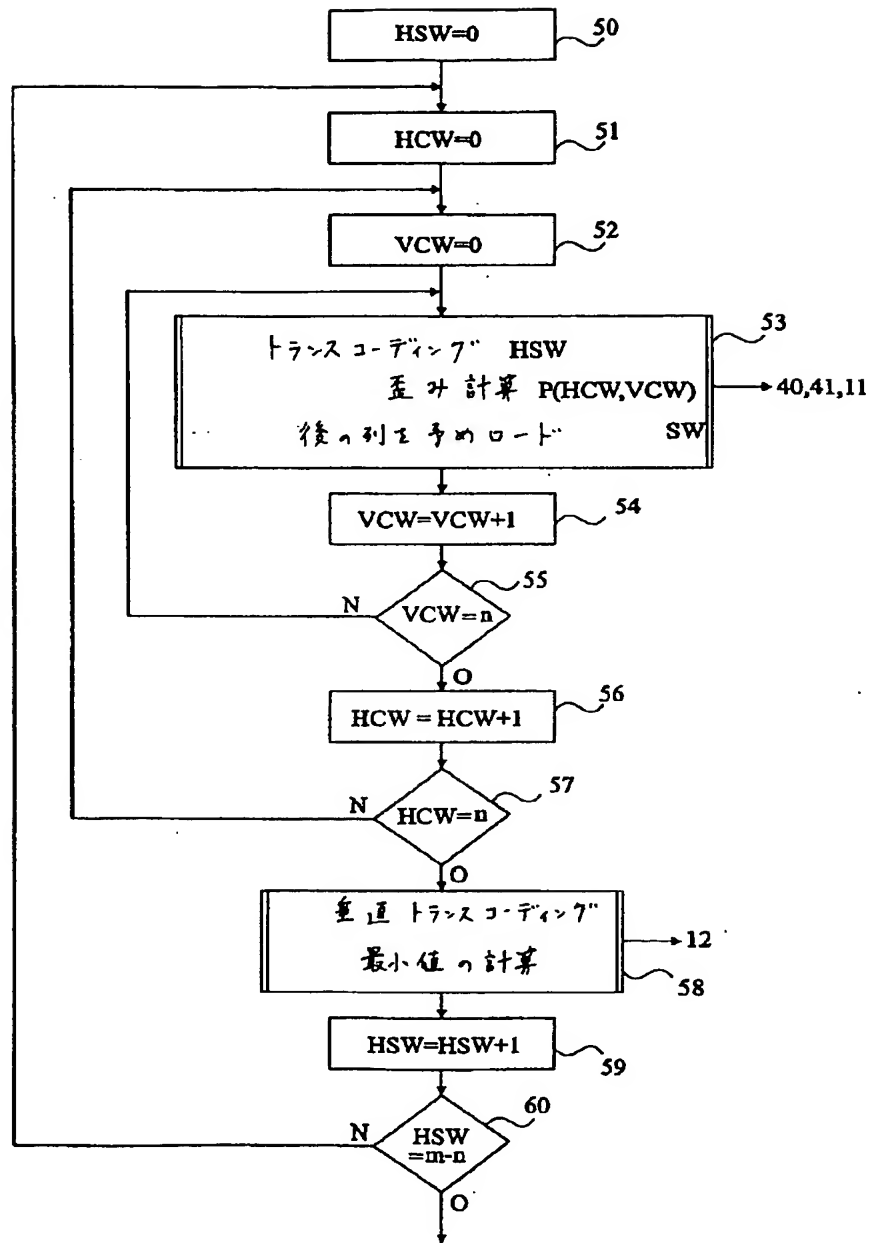 HSW=0
50
HCW=0
51
VCW=0
52
トランスコーディング HSW
歪み計算 P(HCW,VCW)
後の列を予めロード SW
53
40,41,11
VCW=VCW+1
54
VCW=n
55
N
O
HCW=HCW+1
56
HCW=n
57
N
O
垂直トランスコーディング
最小値の計算
12
58
HSW=HSW+1
59
HSW
=m-n
60
N
O